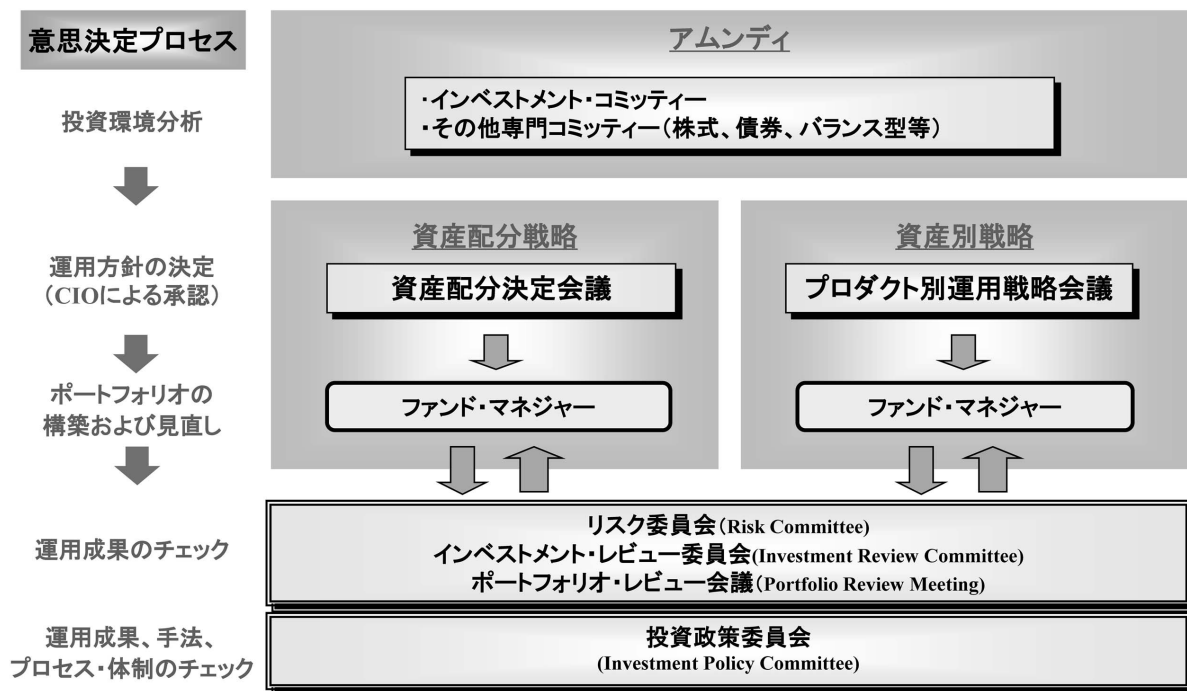 意思決定プロセス
アムンディ
投資環境分析
・インベストメント・コミッティー
・その他専門コミッティー(株式、債券、バランス型等)
運用方針の決定
(CIOによる承認)
資産配分戦略
資産配分決定会議
資産別戦略
プロダクト別運用戦略会議
ポートフォリオの
構築および見直し
ファンド・マネジャー
ファンド・マネジャー
運用成果のチェック
リスク委員会(Risk Committee)
インベストメント・レビュー委員会(Investment Review Committee)
ポートフォリオ・レビュー会議(Portfolio Review Meeting)
運用成果、手法、
プロセス・体制のチェック
投資政策委員会
(Investment Policy Committee)